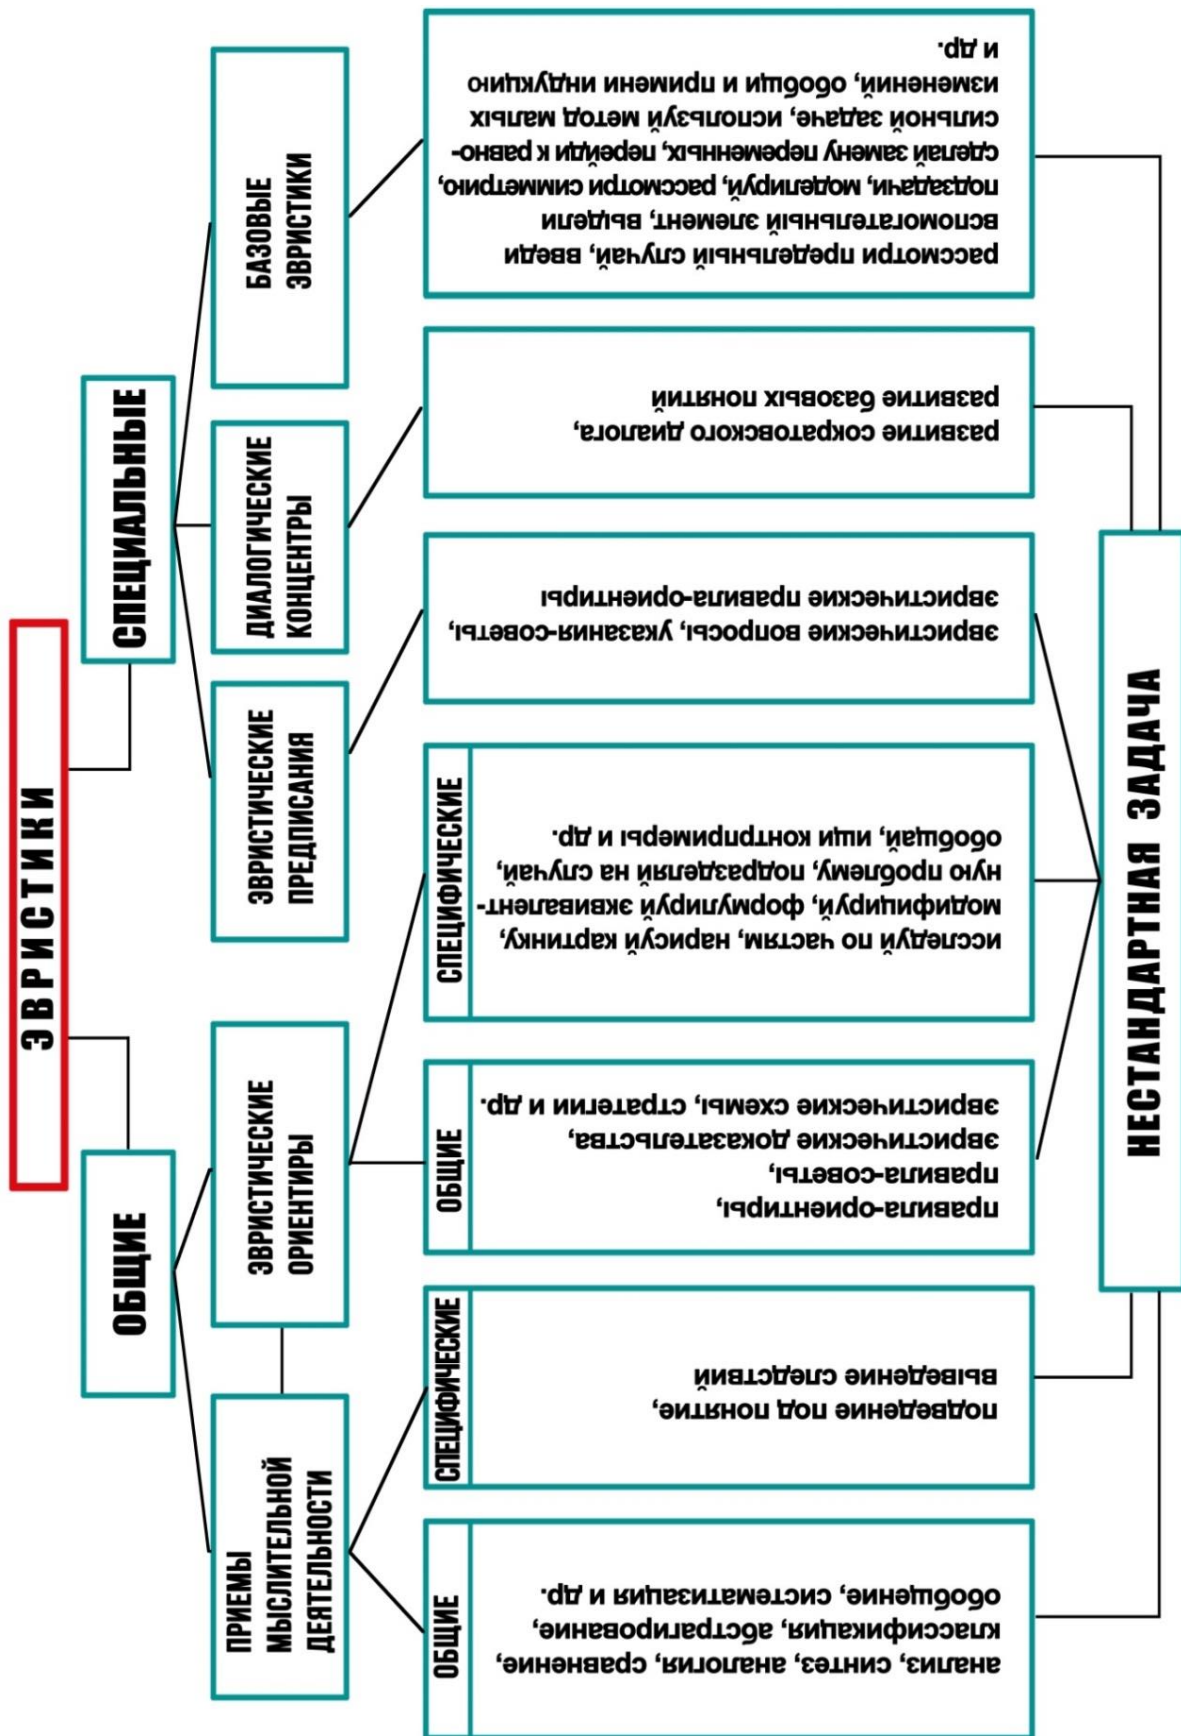 ЭВРИСТИКИ
ОБЩИЕ
СПЕЦИАЛЬНЫЕ
ПРИЕМЫ
МЫСЛИТЕЛЬНОЙ
ДЕЯТЕЛЬНОСТИ
ЭВРИСТИЧЕСКИЕ
ОРИЕНТИРЫ
ЭВРИСТИЧЕСКИЕ
ПРЕДПИСАНИЯ
ДИАЛОГИЧЕСКИЕ
КОНЦЕНТРЫ
БАЗОВЫЕ
ЭВРИСТИКИ
ОБЩИЕ
анализ, синтез, аналогия, сравнение,
классификация, абстрагирование,
обобщение, систематизация и др.
СПЕЦИФИЧЕСКИЕ
подведение под понятие,
выведение следствий
ОБЩИЕ
правила-ориентиры,
правила-советы,
эвристические доказательства,
эвристические схемы, стратегии и др.
СПЕЦИФИЧЕСКИЕ
исследуй по частям, нарисуй картинку,
модифицируй, формулируй эквивалент-
ную проблему, подразделяй на случай,
обобщай, ищи контрпримеры и др.
эвристические вопросы, указания-советы,
эвристические правила-ориентиры
развитие сократовского диалога,
развитие базовых понятий
рассмотри предельный случай, введи
вспомогательный элемент, выдели
подзадачи, моделируй, рассмотри симметрию,
сделай замену переменных, перейди к равно-
сильной задаче, используй метод малых
изменений, обобщи и примени индукцию
и др.
НЕСТАНДАРТНАЯ ЗАДАЧА